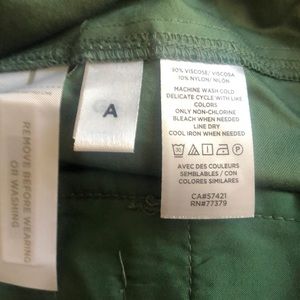 REMOVE BEFORE WEARING
OR WASHING
A
90% VISCOSE/ VISCOSA
10% NYLON/ NILÓN
MACHINE WASH COLD
DELICATE CYCLE WITH LIKE
COLORS
ONLY NON-CHLORINE
BLEACH WHEN NEEDED
LINE DRY
COOL IRON WHEN NEEDED
AVEC DES COULEURS
SEMBLABLES / CON
COLORES SIMILARES
CA#57421
RN#77379